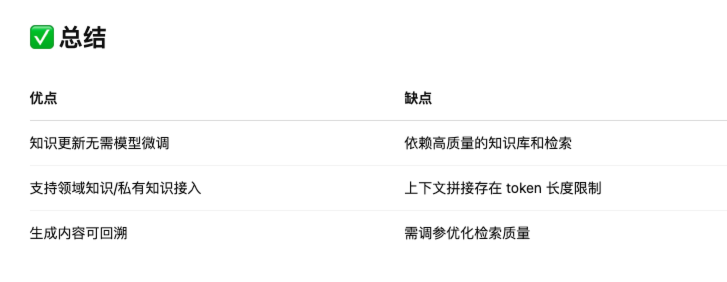 ✅ 总结
优点 缺点
知识更新无需模型微调 依赖高质量的知识库和检索
支持领域知识/私有知识接入 上下文拼接存在 token 长度限制
生成内容可回溯 需调参优化检索质量